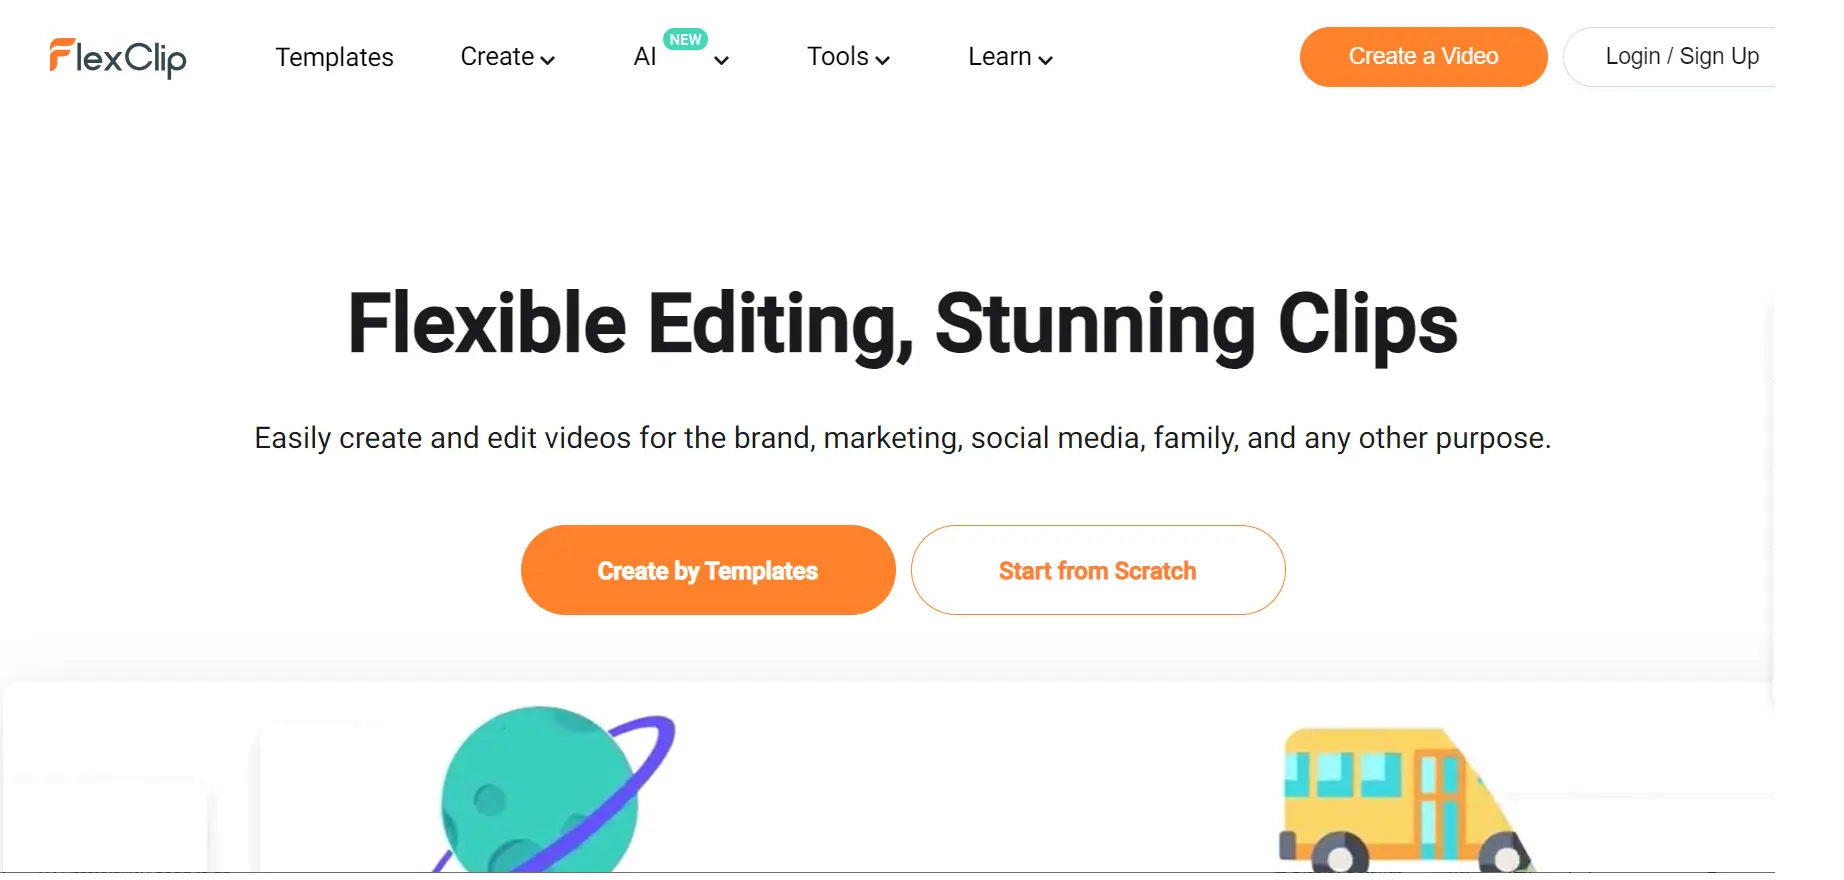 FlexClip Templates Create AI NEW Tools Learn Create a Video Login / Sign Up
Flexible Editing, Stunning Clips
Easily create and edit videos for the brand, marketing, social media, family, and any other purpose.
Create by Templates Start from Scratch